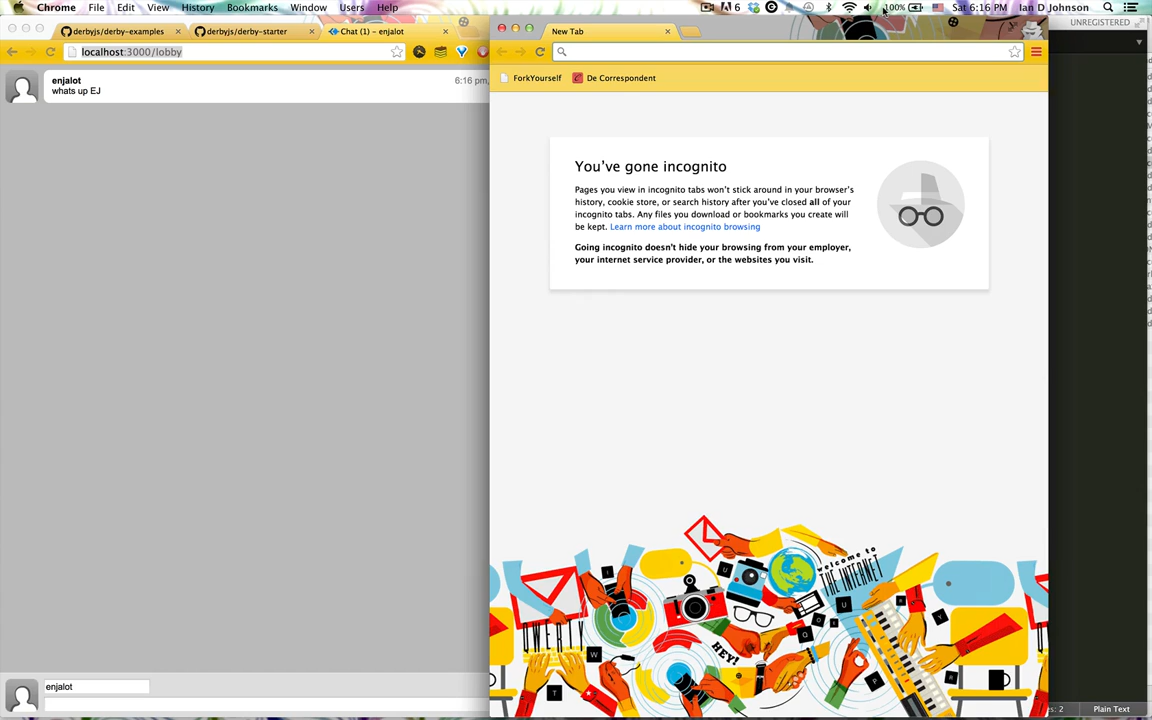 Chrome File Edit View History Bookmarks Window Users Help
6 100% Sat 6:16 PM Ian D Johnson
derbyjs/derby-examples
derbyjs/derby-starter
Chat (1) – enjalot
localhost:3000/lobby
enjalot
6:16 pm,
whats up EJ
enjalot
New Tab
ForkYourself
De Correspondent
You've gone incognito
Pages you view in incognito tabs won't stick around in your browser's
history, cookie store, or search history after you've closed all of your
incognito tabs. Any files you download or bookmarks you create will
be kept. Learn more about incognito browsing
Going incognito doesn't hide your browsing from your employer,
your internet service provider, or the websites you visit.
welcome to
THE INTERNET
QWERTY
HEY!
W
T
U
Q
P
R
Y
UNREGISTERED
s: 2
Plain Text